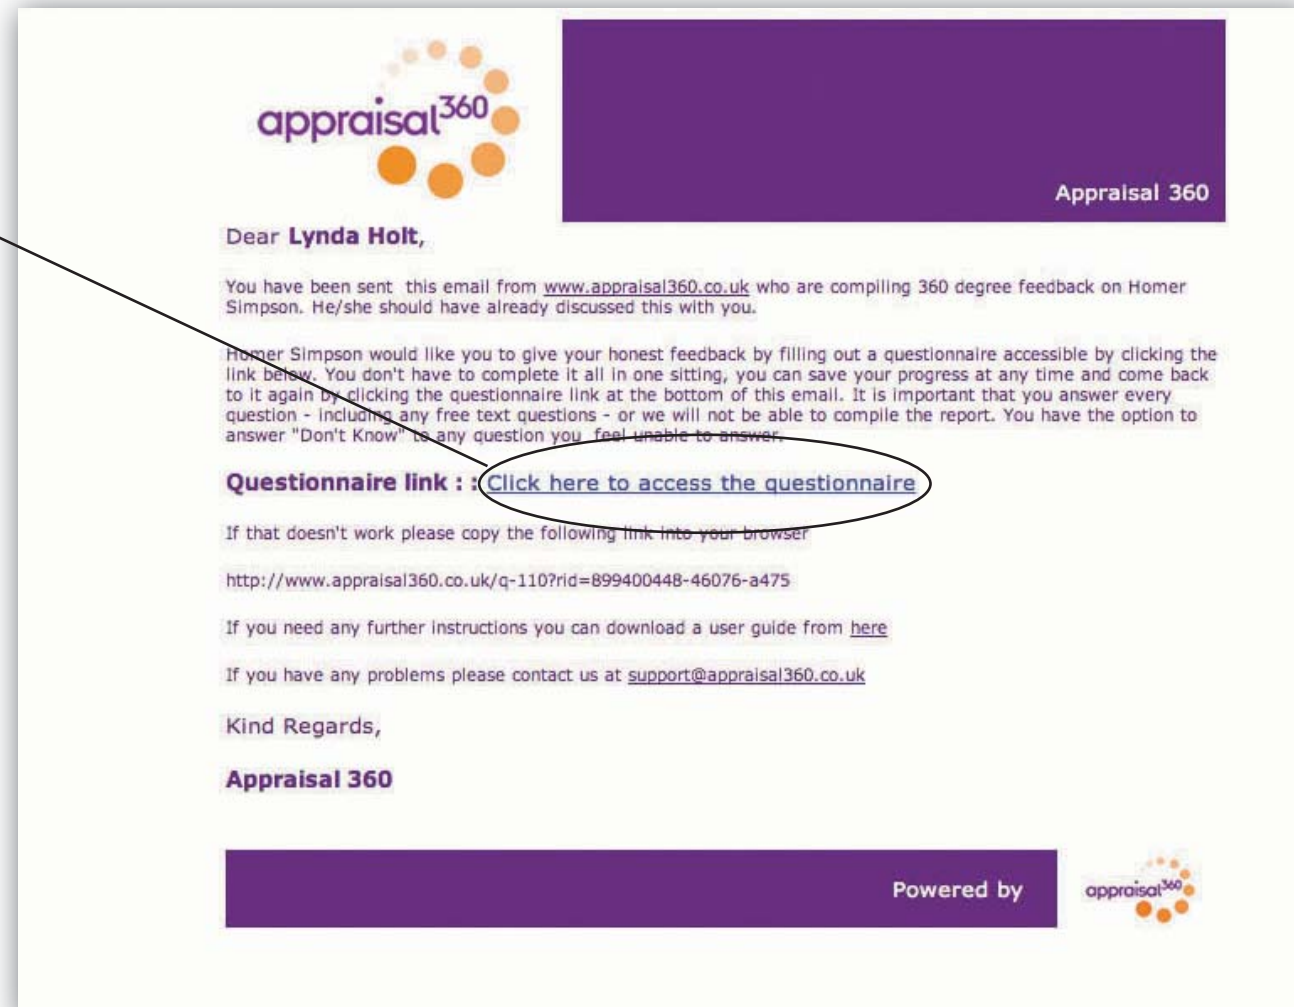 appraisal360
Appraisal 360
Dear Lynda Holt,
You have been sent this email from www.appraisal360.co.uk who are compiling 360 degree feedback on Homer
Simpson. He/she should have already discussed this with you.
Homer Simpson would like you to give your honest feedback by filling out a questionnaire accessible by clicking the
link below. You don't have to complete it all in one sitting, you can save your progress at any time and come back
to it again by clicking the questionnaire link at the bottom of this email. It is important that you answer every
question - including any free text questions - or we will not be able to compile the report. You have the option to
answer "Don't Know" to any question you feel unable to answer.
Questionnaire link : : Click here to access the questionnaire
If that doesn't work please copy the following link into your browser
http://www.appraisal360.co.uk/q-110?rid=899400448-46076-a475
If you need any further instructions you can download a user guide from here
If you have any problems please contact us at support@appraisal360.co.uk
Kind Regards,
Appraisal 360
Powered by
appraisal360